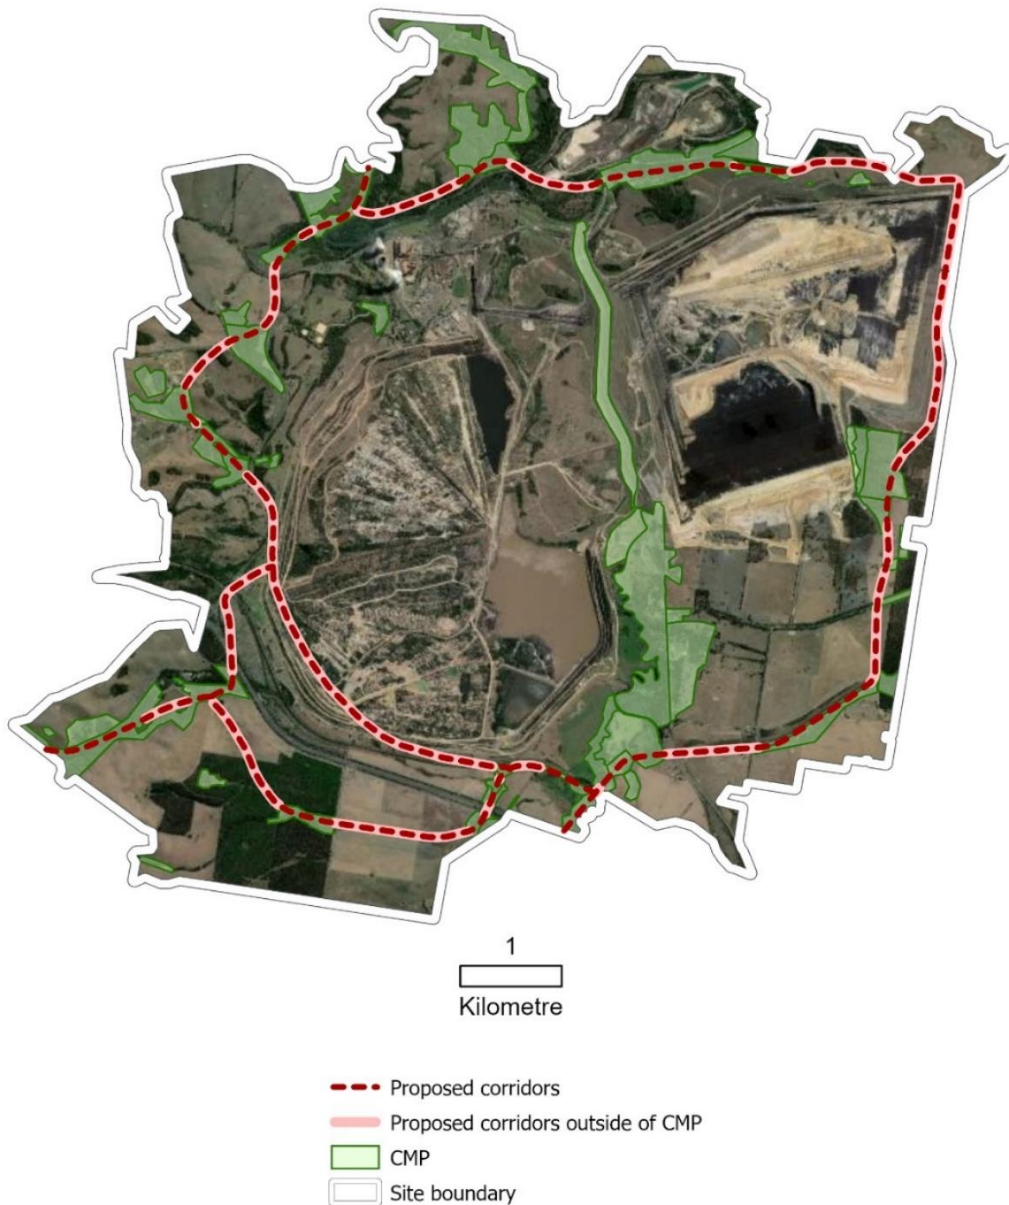 1
Kilometre
Proposed corridors
Proposed corridors outside of CMP
CMP
Site boundary